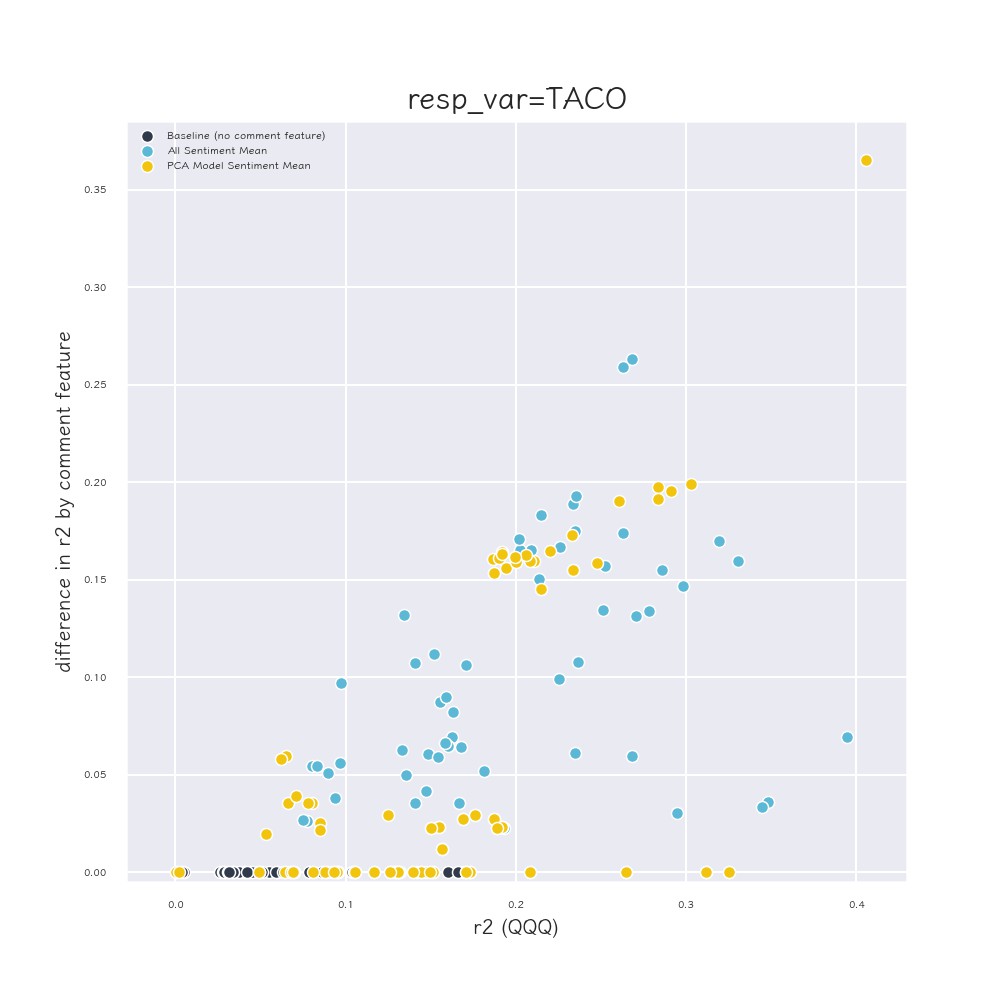 resp_var=TACO
Baseline (no comment feature)
All Sentiment Mean
PCA Model Sentiment Mean
0.35
0.30
0.25
0.20
0.15
0.10
0.05
0.00
difference in r2 by comment feature
0.0 0.1 0.2 0.3 0.4
r2 (QQQ)